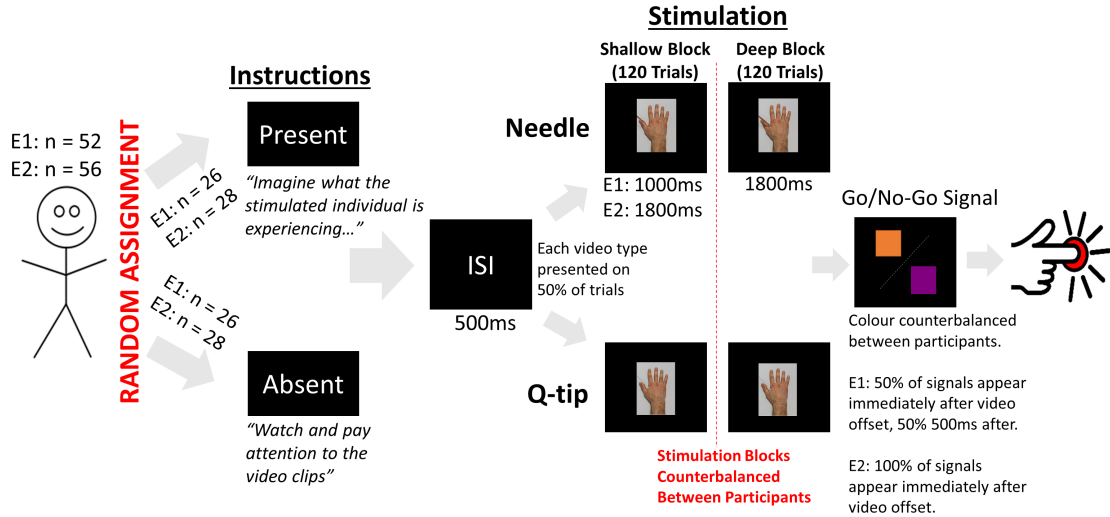 Stimulation
Shallow Block
(120 Trials)
Deep Block
(120 Trials)
Instructions
E1: n = 52
E2: n = 56
RANDOM ASSIGNMENT
Present
E1: n = 26
E2: n = 28
“Imagine what the
stimulated individual is
experiencing…”
E1: n = 26
E2: n = 28
Absent
“Watch and pay
attention to the
video clips”
ISI
500ms
Each video type
presented on
50% of trials
Needle
E1: 1000ms
E2: 1800ms
1800ms
Q-tip
Stimulation Blocks
Counterbalanced
Between Participants
Go/No-Go Signal
Colour counterbalanced
between participants.
E1: 50% of signals appear
immediately after video
offset, 50% 500ms after.
E2: 100% of signals
appear immediately after
video offset.